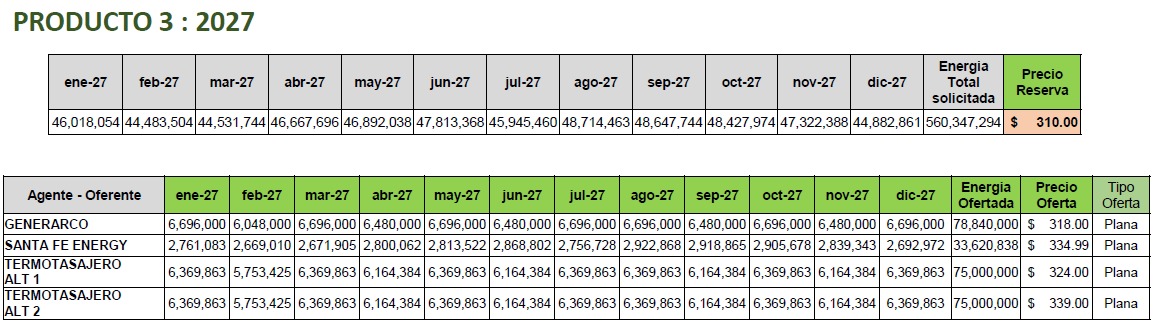 PRODUCTO 3 : 2027
ene-27 feb-27 mar-27 abr-27 may-27 jun-27 jul-27 ago-27 sep-27 oct-27 nov-27 dic-27 Energia Total solicitada Precio Reserva
46,018,054 44,483,504 44,531,744 46,667,696 46,892,038 47,813,368 45,945,460 48,714,463 48,647,744 48,427,974 47,322,388 44,882,861 560,347,294 $ 310.00
Agente - Oferente ene-27 feb-27 mar-27 abr-27 may-27 jun-27 jul-27 ago-27 sep-27 oct-27 nov-27 dic-27 Energia Ofertada Precio Oferta Tipo Oferta
GENERARCO 6,696,000 6,048,000 6,696,000 6,480,000 6,696,000 6,480,000 6,696,000 6,696,000 6,480,000 6,696,000 6,480,000 6,696,000 78,840,000 $ 318.00 Plana
SANTA FE ENERGY 2,761,083 2,669,010 2,671,905 2,800,062 2,813,522 2,868,802 2,756,728 2,922,868 2,918,865 2,905,678 2,839,343 2,692,972 33,620,838 $ 334.99 Plana
TERMOTASAJERO ALT 1 6,369,863 5,753,425 6,369,863 6,164,384 6,369,863 6,164,384 6,369,863 6,369,863 6,164,384 6,369,863 6,164,384 6,369,863 75,000,000 $ 324.00 Plana
TERMOTASAJERO ALT 2 6,369,863 5,753,425 6,369,863 6,164,384 6,369,863 6,164,384 6,369,863 6,369,863 6,164,384 6,369,863 6,164,384 6,369,863 75,000,000 $ 339.00 Plana